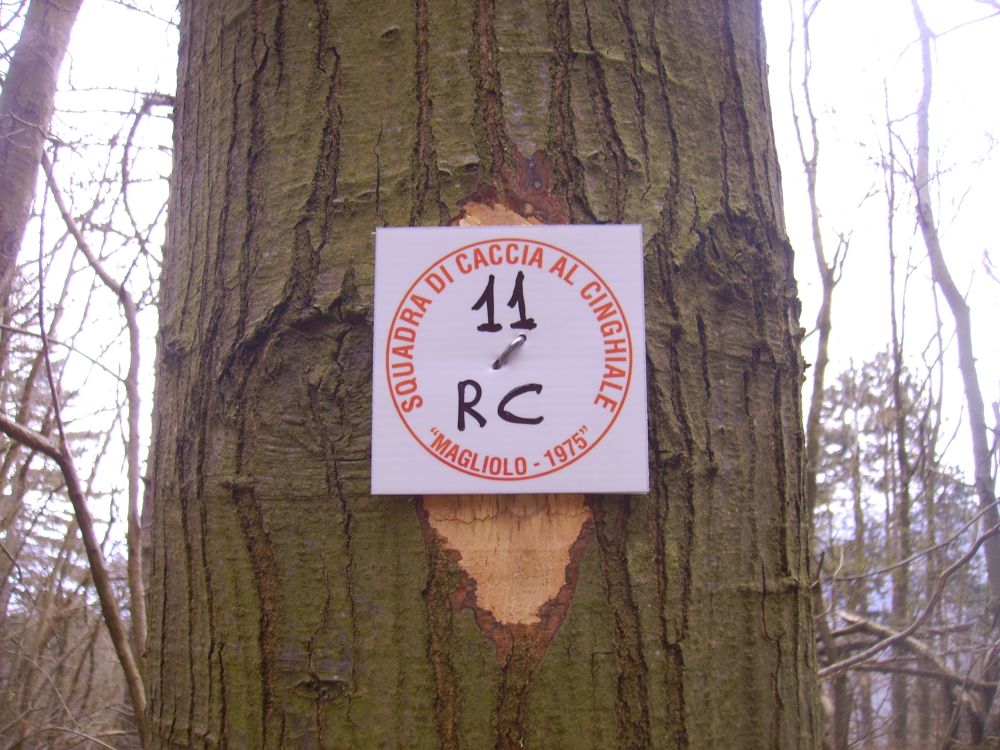 SQUADRA DI CACCIA AL CINGHIALE
11
RC
"MAGLIOLO - 1975"